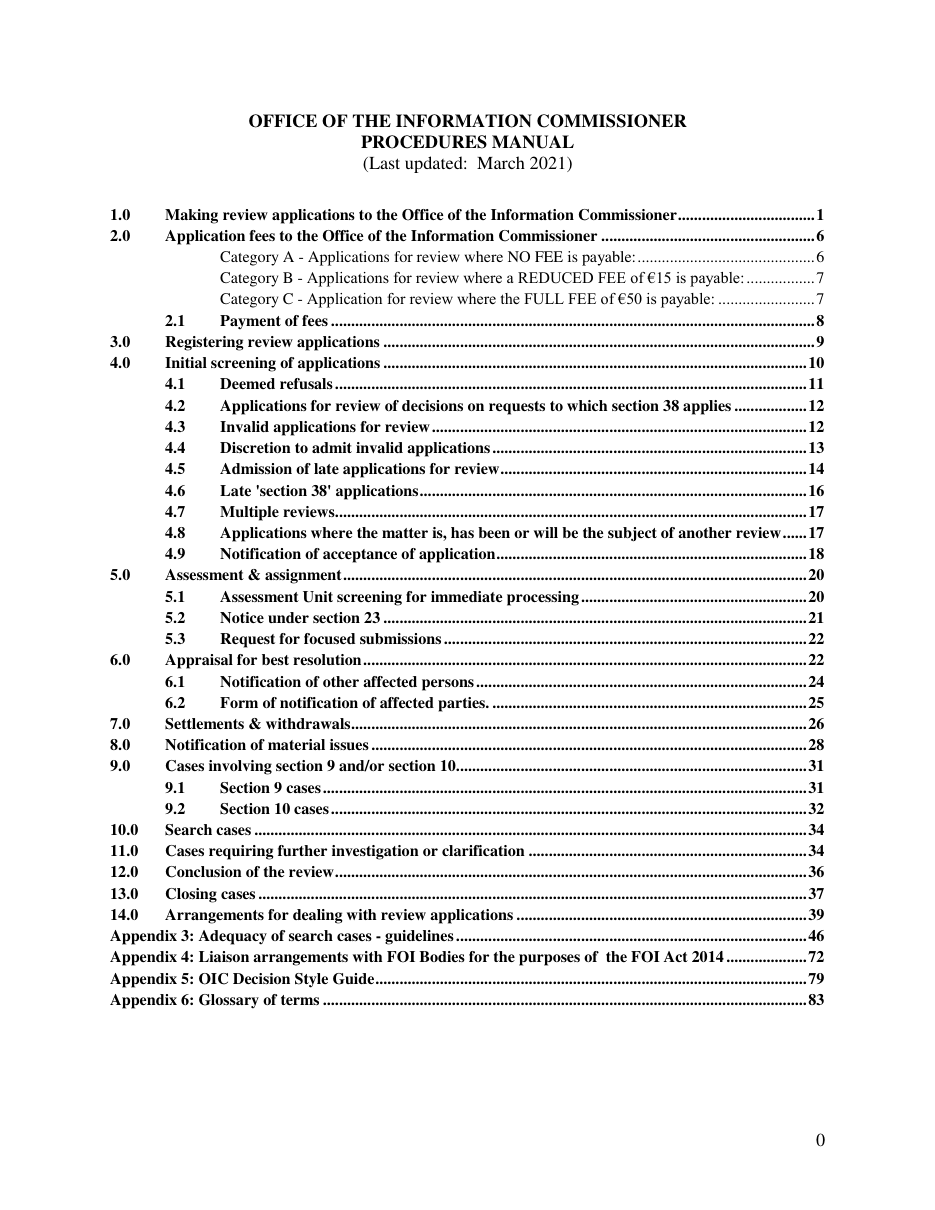 OFFICE OF THE INFORMATION COMMISSIONER
PROCEDURES MANUAL
(Last updated:  March 2021)
1.0 Making review applications to the Office of the Information Commissioner..................................1
2.0 Application fees to the Office of the Information Commissioner .....................................................6
Category A - Applications for review where NO FEE is payable:............................................6
Category B - Applications for review where a REDUCED FEE of €15 is payable:.................7
Category C - Application for review where the FULL FEE of €50 is payable: ........................7
2.1 Payment of fees ........................................................................................................................8
3.0 Registering review applications ..........................................................................................................9
4.0 Initial screening of applications ........................................................................................................10
4.1 Deemed refusals .....................................................................................................................11
4.2 Applications for review of decisions on requests to which section 38 applies ..................12
4.3 Invalid applications for review .............................................................................................12
4.4 Discretion to admit invalid applications ..............................................................................13
4.5 Admission of late applications for review............................................................................14
4.6 Late 'section 38' applications................................................................................................16
4.7 Multiple reviews.....................................................................................................................17
4.8 Applications where the matter is, has been or will be the subject of another review......17
4.9 Notification of acceptance of application.............................................................................18
5.0 Assessment & assignment..................................................................................................................20
5.1 Assessment Unit screening for immediate processing ........................................................20
5.2 Notice under section 23 .........................................................................................................21
5.3 Request for focused submissions ..........................................................................................22
6.0 Appraisal for best resolution.............................................................................................................22
6.1 Notification of other affected persons ..................................................................................24
6.2 Form of notification of affected parties. ..............................................................................25
7.0 Settlements & withdrawals................................................................................................................26
8.0 Notification of material issues ...........................................................................................................28
9.0 Cases involving section 9 and/or section 10......................................................................................31
9.1 Section 9 cases ........................................................................................................................31
9.2 Section 10 cases ......................................................................................................................32
10.0 Search cases ........................................................................................................................................34
11.0 Cases requiring further investigation or clarification .....................................................................34
12.0 Conclusion of the review....................................................................................................................36
13.0 Closing cases .......................................................................................................................................37
14.0 Arrangements for dealing with review applications ........................................................................39
Appendix 3: Adequacy of search cases - guidelines .......................................................................................46
Appendix 4: Liaison arrangements with FOI Bodies for the purposes of  the FOI Act 2014 ....................72
Appendix 5: OIC Decision Style Guide...........................................................................................................79
Appendix 6: Glossary of terms ........................................................................................................................83
0